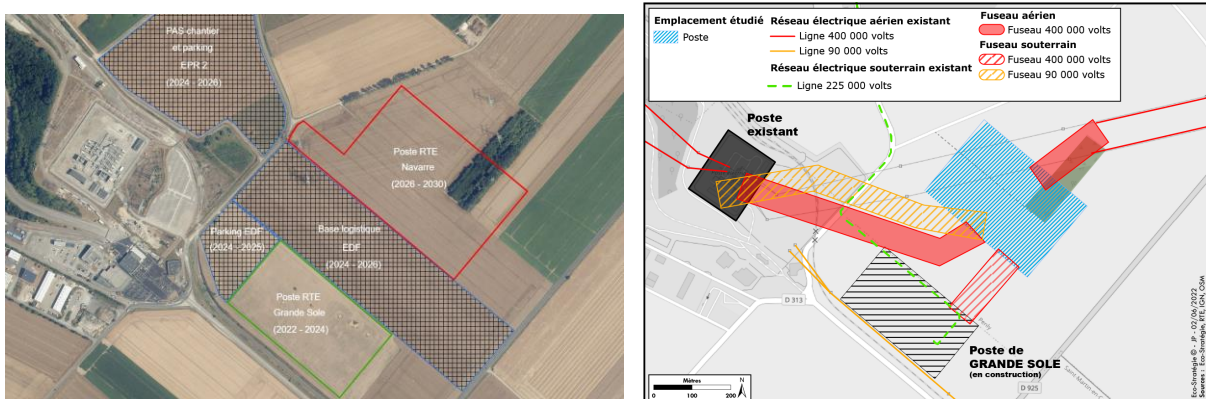 PAS chantier
et parking
EPR 2
(2024 - 2026)
Poste RTE
Navarre
(2026 - 2030)
Parking EDF
(2024 - 2025)
Base logistique
EDF
(2024 - 2026)
Poste RTE
Grande Sole
(2022 - 2024)
Emplacement étudié
Poste
Réseau électrique aérien existant
Ligne 400 000 volts
Ligne 90 000 volts
Réseau électrique souterrain existant
Ligne 225 000 volts
Fuseau aérien
Fuseau 400 000 volts
Fuseau souterrain
Fuseau 400 000 volts
Fuseau 90 000 volts
Poste
existant
D 313
Penly
Poste de
GRANDE SOLE
(en construction)
D 925
Saint Martin-en-C
Mètres
N
0 100 200
Eco-Stratégie © - JP - 02/06/2022
Sources : Eco-Stratégie, RTE, IGN, OSM